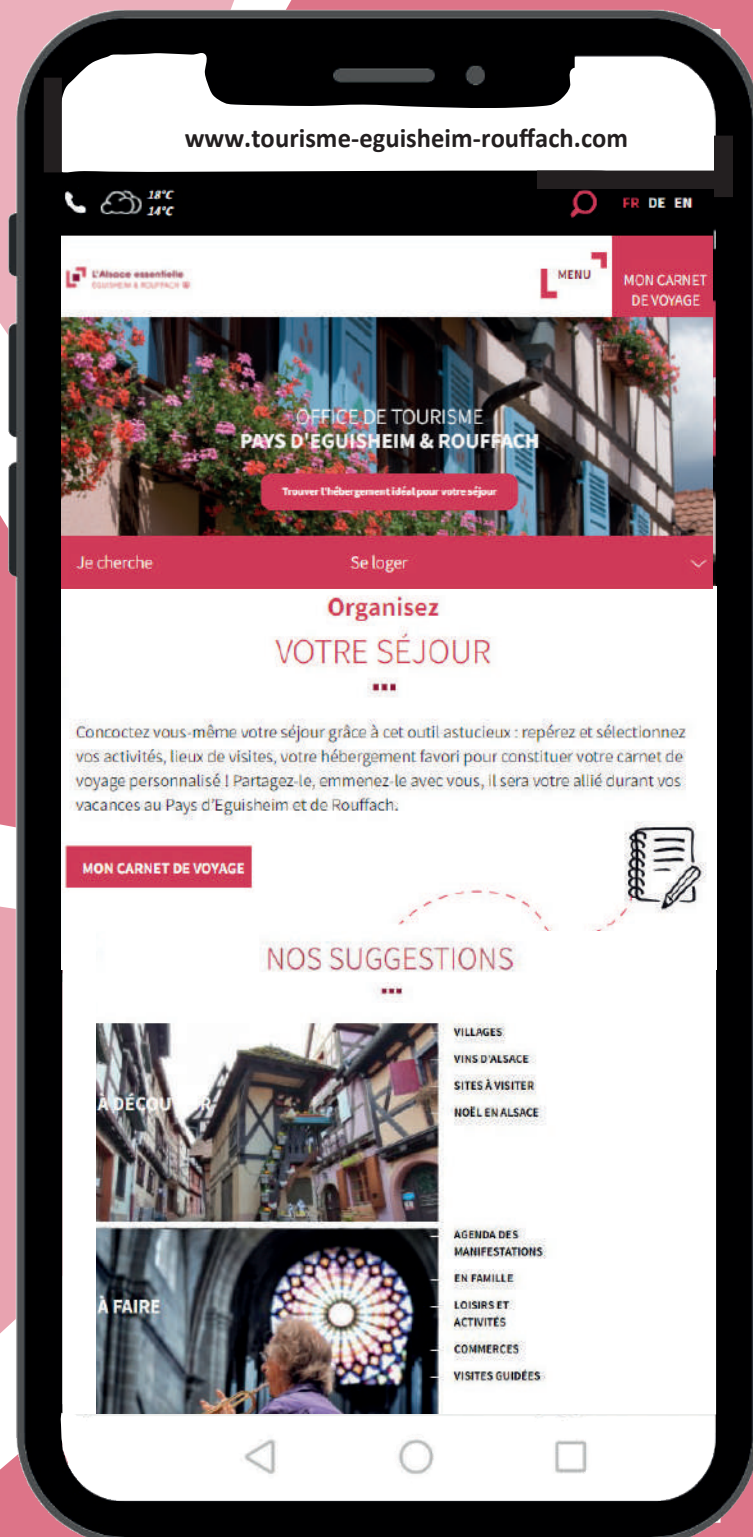 www.tourisme-eguisheim-rouffach.com
18°C
14°C
FR DE EN
L'Alsace essentielle
EGUISHEIM & ROUFFACH
MENU
MON CARNET
DE VOYAGE
OFFICE DE TOURISME
PAYS D'EGUISHEIM & ROUFFACH
Trouver l'hébergement idéal pour votre séjour
Je cherche
Se loger
Organisez
VOTRE SÉJOUR
Concoctez vous-même votre séjour grâce à cet outil astucieux : repérez et sélectionnez
vos activités, lieux de visites, votre hébergement favori pour constituer votre carnet de
voyage personnalisé ! Partagez-le, emmenez-le avec vous, il sera votre allié durant vos
vacances au Pays d'Eguisheim et de Rouffach.
MON CARNET DE VOYAGE
NOS SUGGESTIONS
À DÉCOUVRIR
VILLAGES
VINS D'ALSACE
SITES À VISITER
NOËL EN ALSACE
À FAIRE
AGENDA DES
MANIFESTATIONS
EN FAMILLE
LOISIRS ET
ACTIVITÉS
COMMERCES
VISITES GUIDÉES